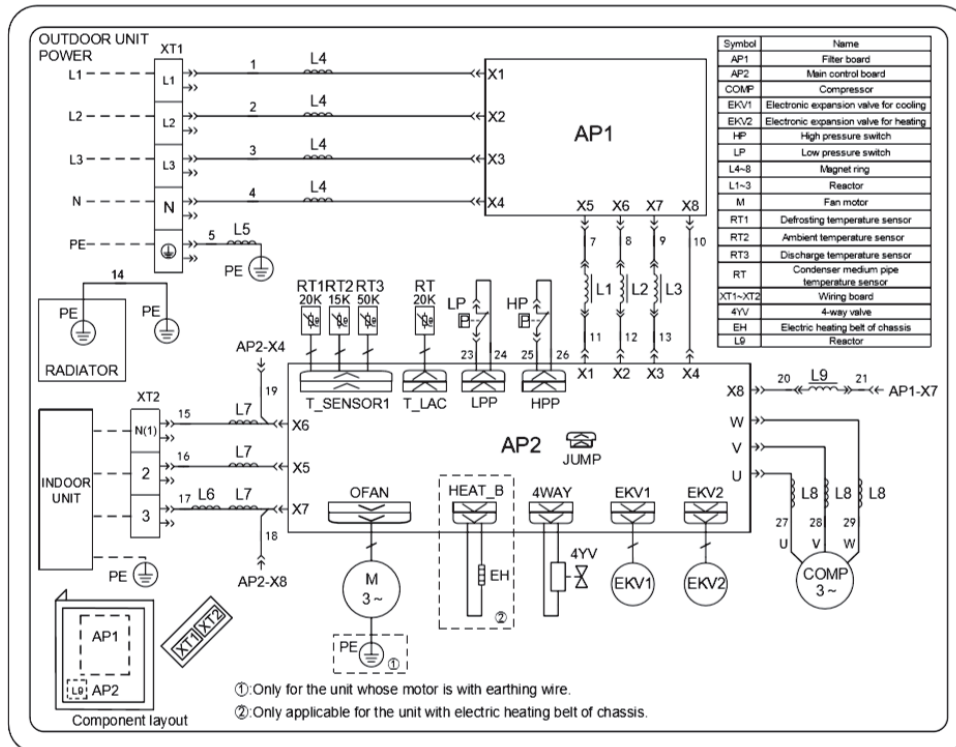 OUTDOOR UNIT
POWER
XT1
L1 L1 1 L4 X1
L2 L2 2 L4 X2
L3 L3 3 L4 X3
N N 4 L4 X4
PE 5 L5 PE
AP1
X5 X6 X7 X8
7 8 9 10
L1 L2 L3
11 12 13
14
PE PE
RADIATOR
Symbol Name
AP1 Filter board
AP2 Main control board
COMP Compressor
EKV1 Electronic expansion valve for cooling
EKV2 Electronic expansion valve for heating
HP High pressure switch
LP Low pressure switch
L4~8 Magnet ring
L1~3 Reactor
M Fan motor
RT1 Defrosting temperature sensor
RT2 Ambient temperature sensor
RT3 Discharge temperature sensor
RT Condenser medium pipe
temperature sensor
XT1~XT2 Wiring board
4YV 4-way valve
EH Electric heating belt of chassis
L9 Reactor
RT1 RT2 RT3 RT
20K 15K 50K 20K
LP HP
P P
23 24 25 26
T_SENSOR1 T_LAC LPP HPP
X1 X2 X3 X4
AP2-X4
19
XT2
INDOOR
UNIT
N(1) 15 L7 X6
2 16 L7 X5
3 17 L6 L7 X7
18
AP2-X8
PE
AP2
JUMP
X8 20 L9 21 AP1-X7
W
V
U
L8 L8 L8
27 28 29
U V W
COMP
3~
OFAN HEAT_B 4WAY EKV1 EKV2
M
3~
EH
②
4YV
EKV1 EKV2
PE
①
AP1
L9 AP2
XT1 XT2
Component layout
①:Only for the unit whose motor is with earthing wire.
②:Only applicable for the unit with electric heating belt of chassis.